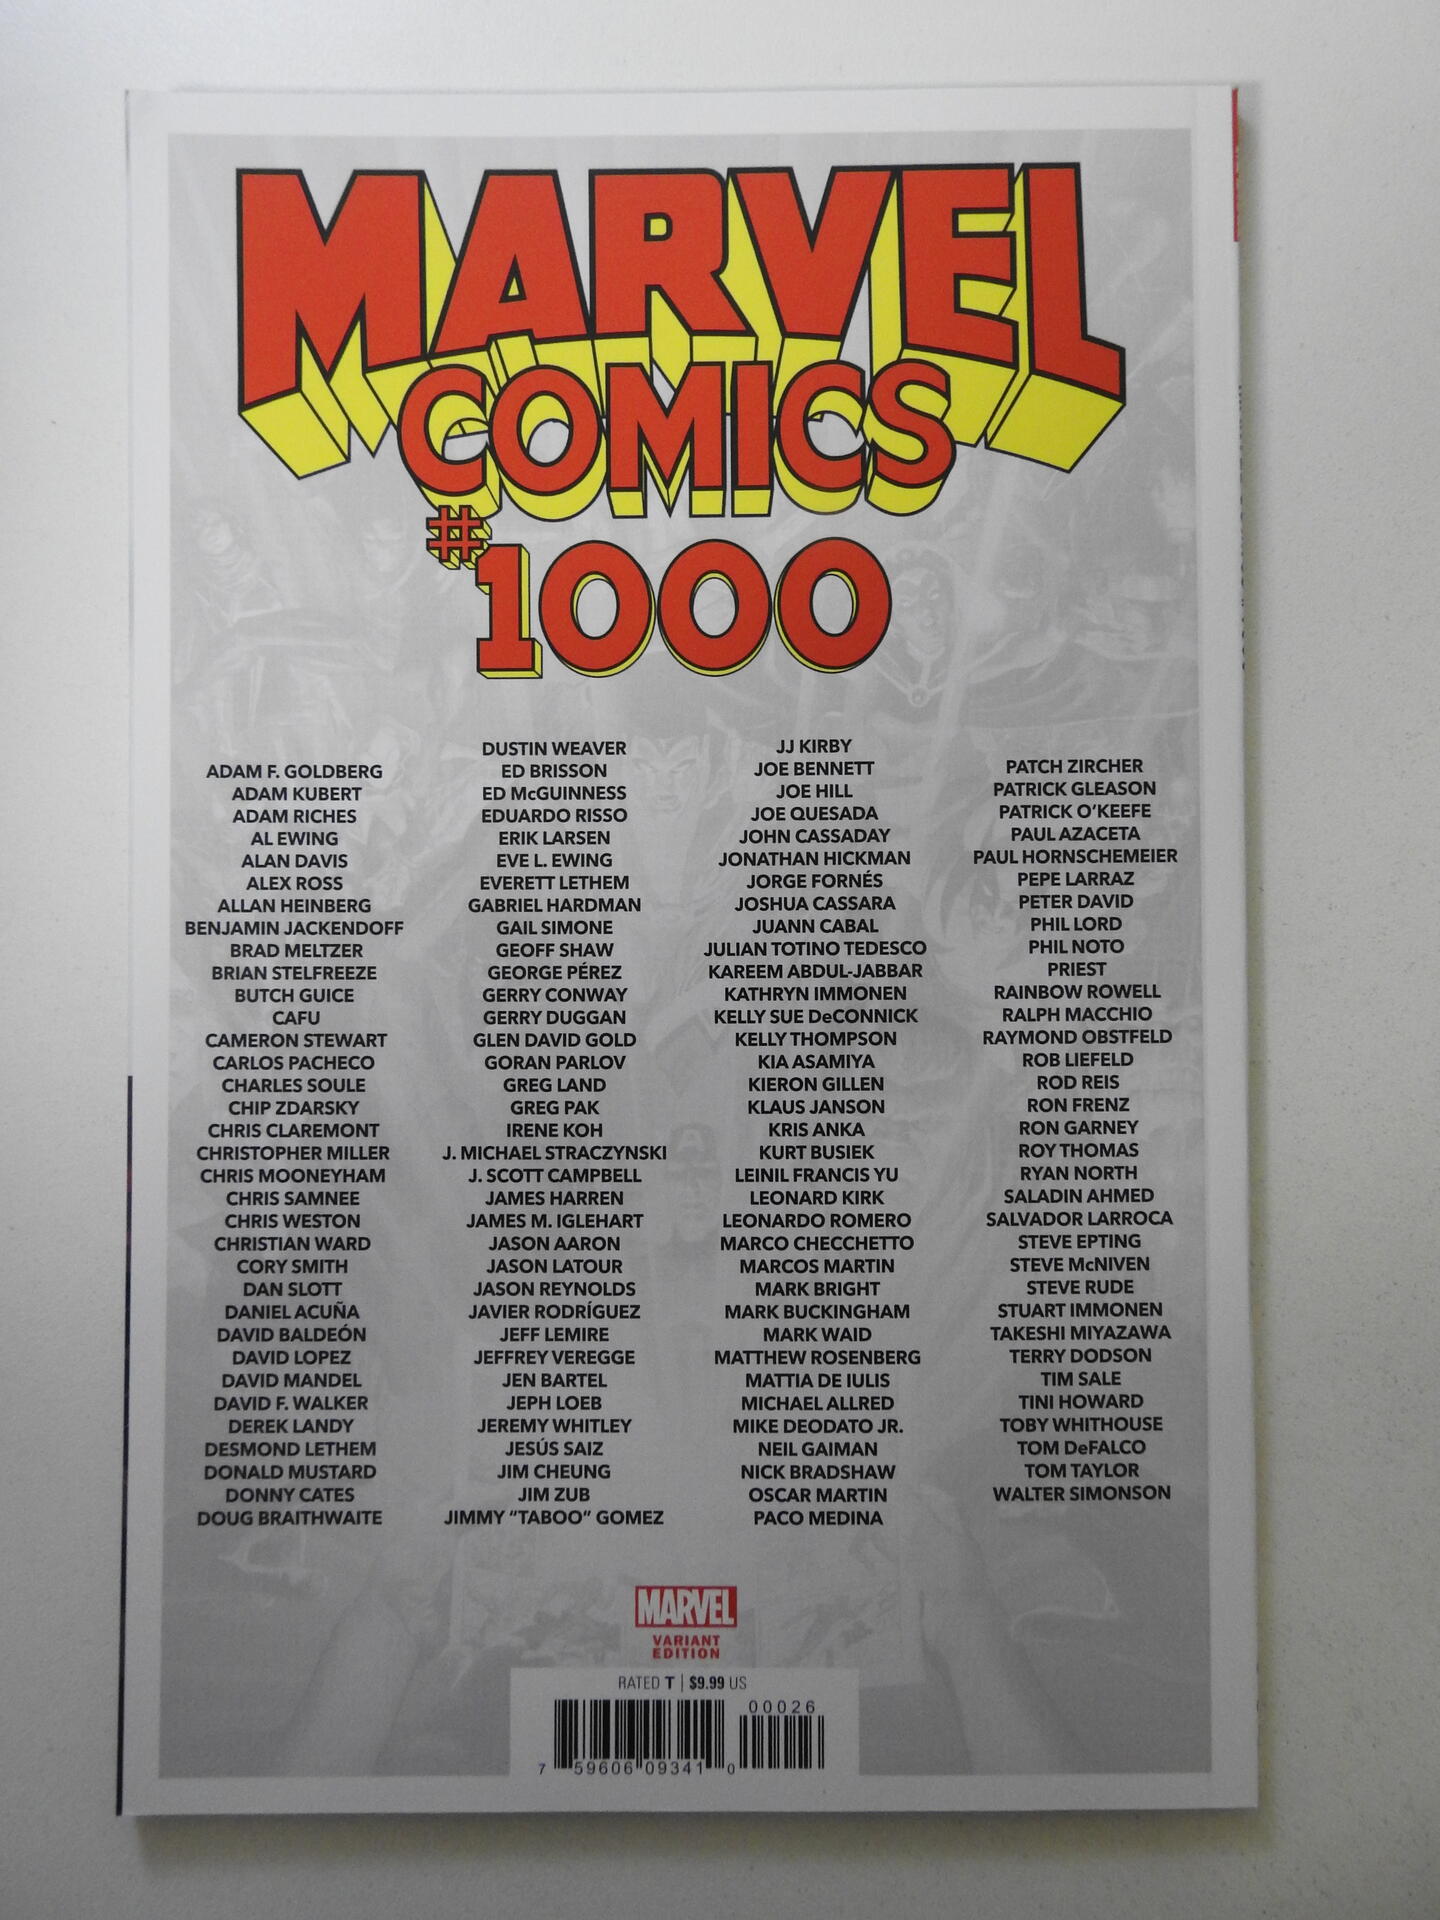 MARVEL
COMICS
#1000
ADAM F. GOLDBERG
ADAM KUBERT
ADAM RICHES
AL EWING
ALAN DAVIS
ALEX ROSS
ALLAN HEINBERG
BENJAMIN JACKENDOFF
BRAD MELTZER
BRIAN STELFREEZE
BUTCH GUICE
CAFU
CAMERON STEWART
CARLOS PACHECO
CHARLES SOULE
CHIP ZDARSKY
CHRIS CLAREMONT
CHRISTOPHER MILLER
CHRIS MOONEYHAM
CHRIS SAMNEE
CHRIS WESTON
CHRISTIAN WARD
CORY SMITH
DAN SLOTT
DANIEL ACUÑA
DAVID BALDEÓN
DAVID LOPEZ
DAVID MANDEL
DAVID F. WALKER
DEREK LANDY
DESMOND LETHEM
DONALD MUSTARD
DONNY CATES
DOUG BRAITHWAITE
DUSTIN WEAVER
ED BRISSON
ED McGUINNESS
EDUARDO RISSO
ERIK LARSEN
EVE L. EWING
EVERETT LETHEM
GABRIEL HARDMAN
GAIL SIMONE
GEOFF SHAW
GEORGE PÉREZ
GERRY CONWAY
GERRY DUGGAN
GLEN DAVID GOLD
GORAN PARLOV
GREG LAND
GREG PAK
IRENE KOH
J. MICHAEL STRACZYNSKI
J. SCOTT CAMPBELL
JAMES HARREN
JAMES M. IGLEHART
JASON AARON
JASON LATOUR
JASON REYNOLDS
JAVIER RODRÍGUEZ
JEFF LEMIRE
JEFFREY VEREGGE
JEN BARTEL
JEPH LOEB
JEREMY WHITLEY
JESÚS SAIZ
JIM CHEUNG
JIM ZUB
JIMMY “TABOO” GOMEZ
JJ KIRBY
JOE BENNETT
JOE HILL
JOE QUESADA
JOHN CASSADAY
JONATHAN HICKMAN
JORGE FORNÉS
JOSHUA CASSARA
JUANN CABAL
JULIAN TOTINO TEDESCO
KAREEM ABDUL-JABBAR
KATHRYN IMMONEN
KELLY SUE DeCONNICK
KELLY THOMPSON
KIA ASAMIYA
KIERON GILLEN
KLAUS JANSON
KRIS ANKA
KURT BUSIEK
LEINIL FRANCIS YU
LEONARD KIRK
LEONARDO ROMERO
MARCO CHECCHETTO
MARCOS MARTIN
MARK BRIGHT
MARK BUCKINGHAM
MARK WAID
MATTHEW ROSENBERG
MATTIA DE IULIS
MICHAEL ALLRED
MIKE DEODATO JR.
NEIL GAIMAN
NICK BRADSHAW
OSCAR MARTIN
PACO MEDINA
PATCH ZIRCHER
PATRICK GLEASON
PATRICK O’KEEFE
PAUL AZACETA
PAUL HORNSCHEMEIER
PEPE LARRAZ
PETER DAVID
PHIL LORD
PHIL NOTO
PRIEST
RAINBOW ROWELL
RALPH MACCHIO
RAYMOND OBSTFELD
ROB LIEFELD
ROD REIS
RON FRENZ
RON GARNEY
ROY THOMAS
RYAN NORTH
SALADIN AHMED
SALVADOR LARROCA
STEVE EPTING
STEVE McNIVEN
STEVE RUDE
STUART IMMONEN
TAKESHI MIYAZAWA
TERRY DODSON
TIM SALE
TINI HOWARD
TOBY WHITHOUSE
TOM DeFALCO
TOM TAYLOR
WALTER SIMONSON
MARVEL
VARIANT
EDITION
RATED T | $9.99 US
00026
7 59606 09341 0